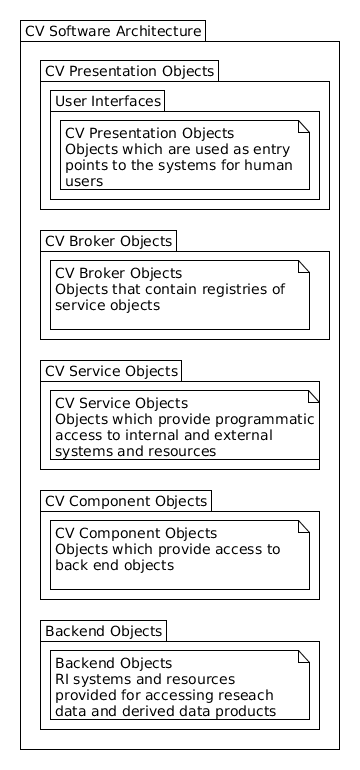 CV Software Architecture
CV Presentation Objects
User Interfaces
CV Presentation Objects
Objects which are used as entry
points to the systems for human
users
CV Broker Objects
CV Broker Objects
Objects that contain registries of
service objects
CV Service Objects
CV Service Objects
Objects which provide programmatic
access to internal and external
systems and resources
CV Component Objects
CV Component Objects
Objects which provide access to
back end objects
Backend Objects
Backend Objects
RI systems and resources
provided for accessing reseach
data and derived data products